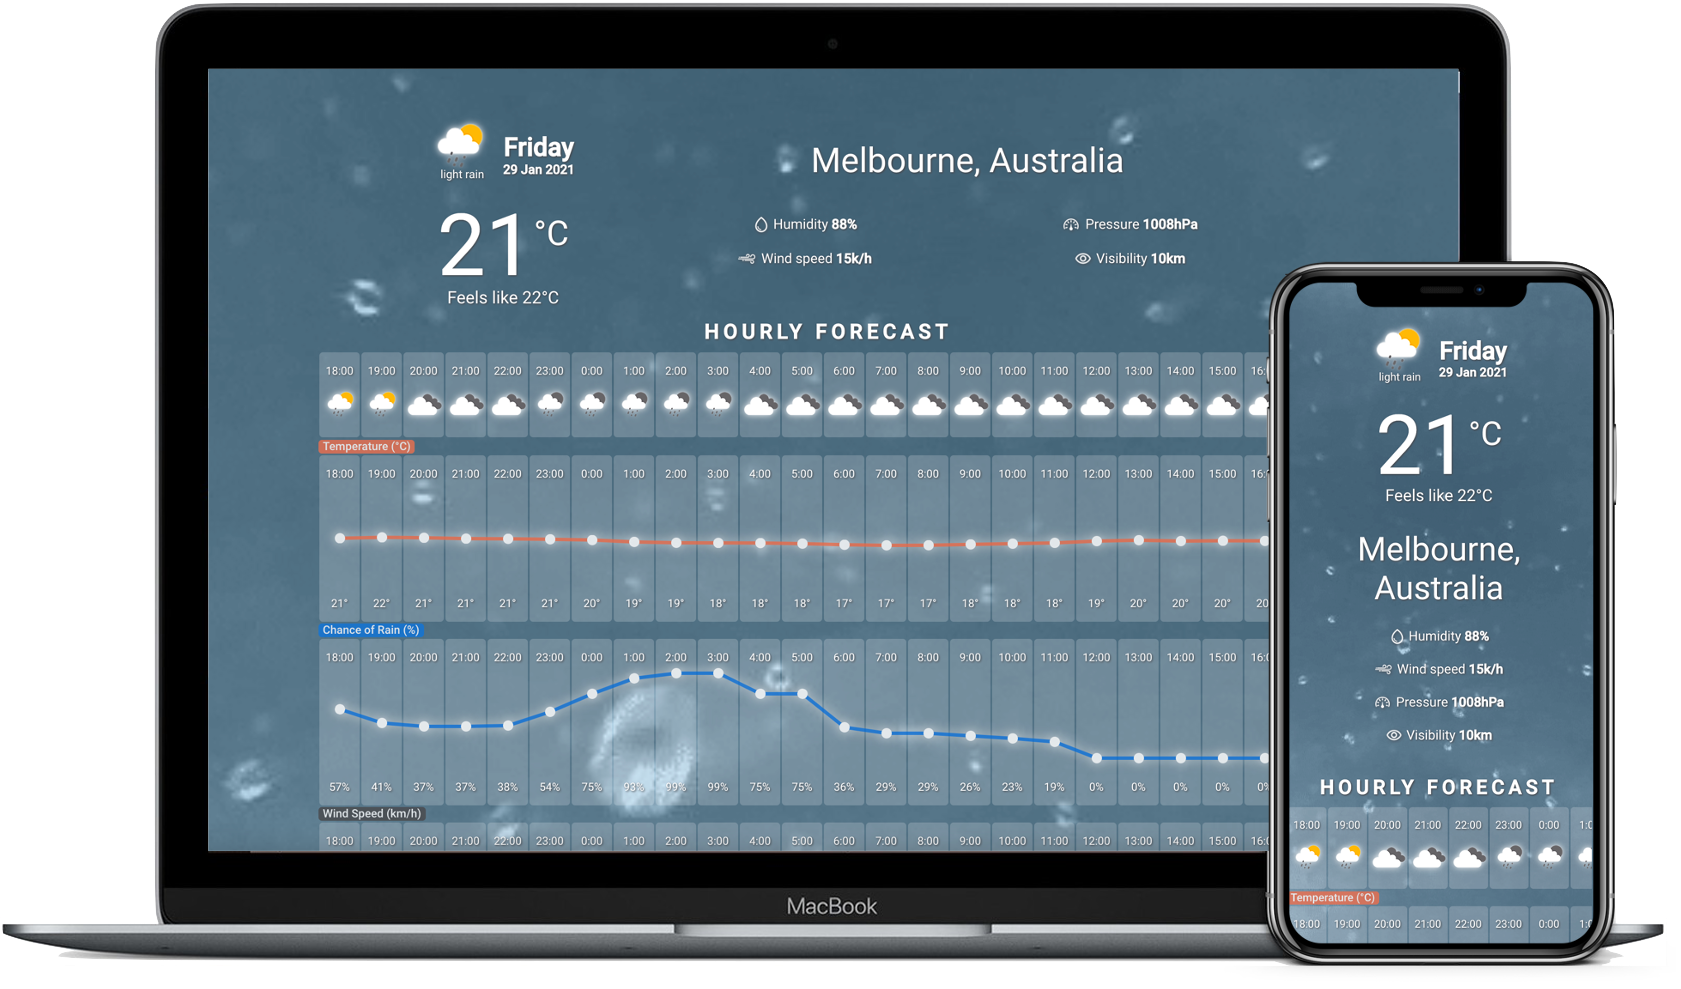 Friday
29 Jan 2021
light rain
21 °C
Feels like 22°C
Melbourne, Australia
Humidity 88%
Pressure 1008hPa
Wind speed 15k/h
Visibility 10km
HOURLY FORECAST
18:00 19:00 20:00 21:00 22:00 23:00 0:00 1:00 2:00 3:00 4:00 5:00 6:00 7:00 8:00 9:00 10:00 11:00 12:00 13:00 14:00 15:00 16:
Temperature (°C)
18:00 19:00 20:00 21:00 22:00 23:00 0:00 1:00 2:00 3:00 4:00 5:00 6:00 7:00 8:00 9:00 10:00 11:00 12:00 13:00 14:00 15:00 16:
21° 22° 21° 21° 21° 21° 20° 19° 19° 18° 18° 18° 17° 17° 17° 18° 18° 18° 19° 20° 20° 20° 20
Chance of Rain (%)
18:00 19:00 20:00 21:00 22:00 23:00 0:00 1:00 2:00 3:00 4:00 5:00 6:00 7:00 8:00 9:00 10:00 11:00 12:00 13:00 14:00 15:00 16:
57% 41% 37% 37% 38% 54% 75% 93% 99% 99% 75% 75% 36% 29% 29% 26% 23% 19% 0% 0% 0% 0% 0%
Wind Speed (km/h)
18:00 19:00 20:00 21:00 22:00 23:00 0:00 1:00 2:00 3:00 4:00 5:00 6:00 7:00 8:00 9:00 10:00 11:00 12:00 13:00 14:00 15:00 16:
MacBook
Friday
29 Jan 2021
light rain
21 °C
Feels like 22°C
Melbourne,
Australia
Humidity 88%
Wind speed 15k/h
Pressure 1008hPa
Visibility 10km
HOURLY FORECAST
18:00 19:00 20:00 21:00 22:00 23:00 0:00 1:0
Temperature (°C)
18:00 19:00 20:00 21:00 22:00 23:00 0:00 1:0